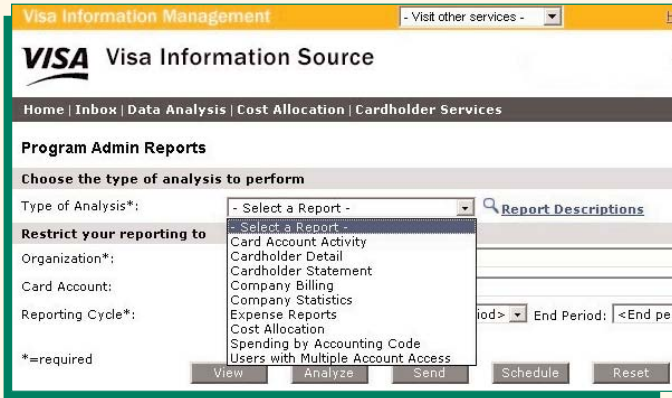 Visa Information Management
- Visit other services -
VISA Visa Information Source
Home | Inbox | Data Analysis | Cost Allocation | Cardholder Services
Program Admin Reports
Choose the type of analysis to perform
Type of Analysis*: - Select a Report - Report Descriptions
Restrict your reporting to
- Select a Report -
Card Account Activity
Cardholder Detail
Cardholder Statement
Company Billing
Company Statistics
Expense Reports
Cost Allocation
Spending by Accounting Code
Users with Multiple Account Access
Organization*:
Card Account:
Reporting Cycle*: iod> End Period: <End pe
*=required
View Analyze Send Schedule Reset